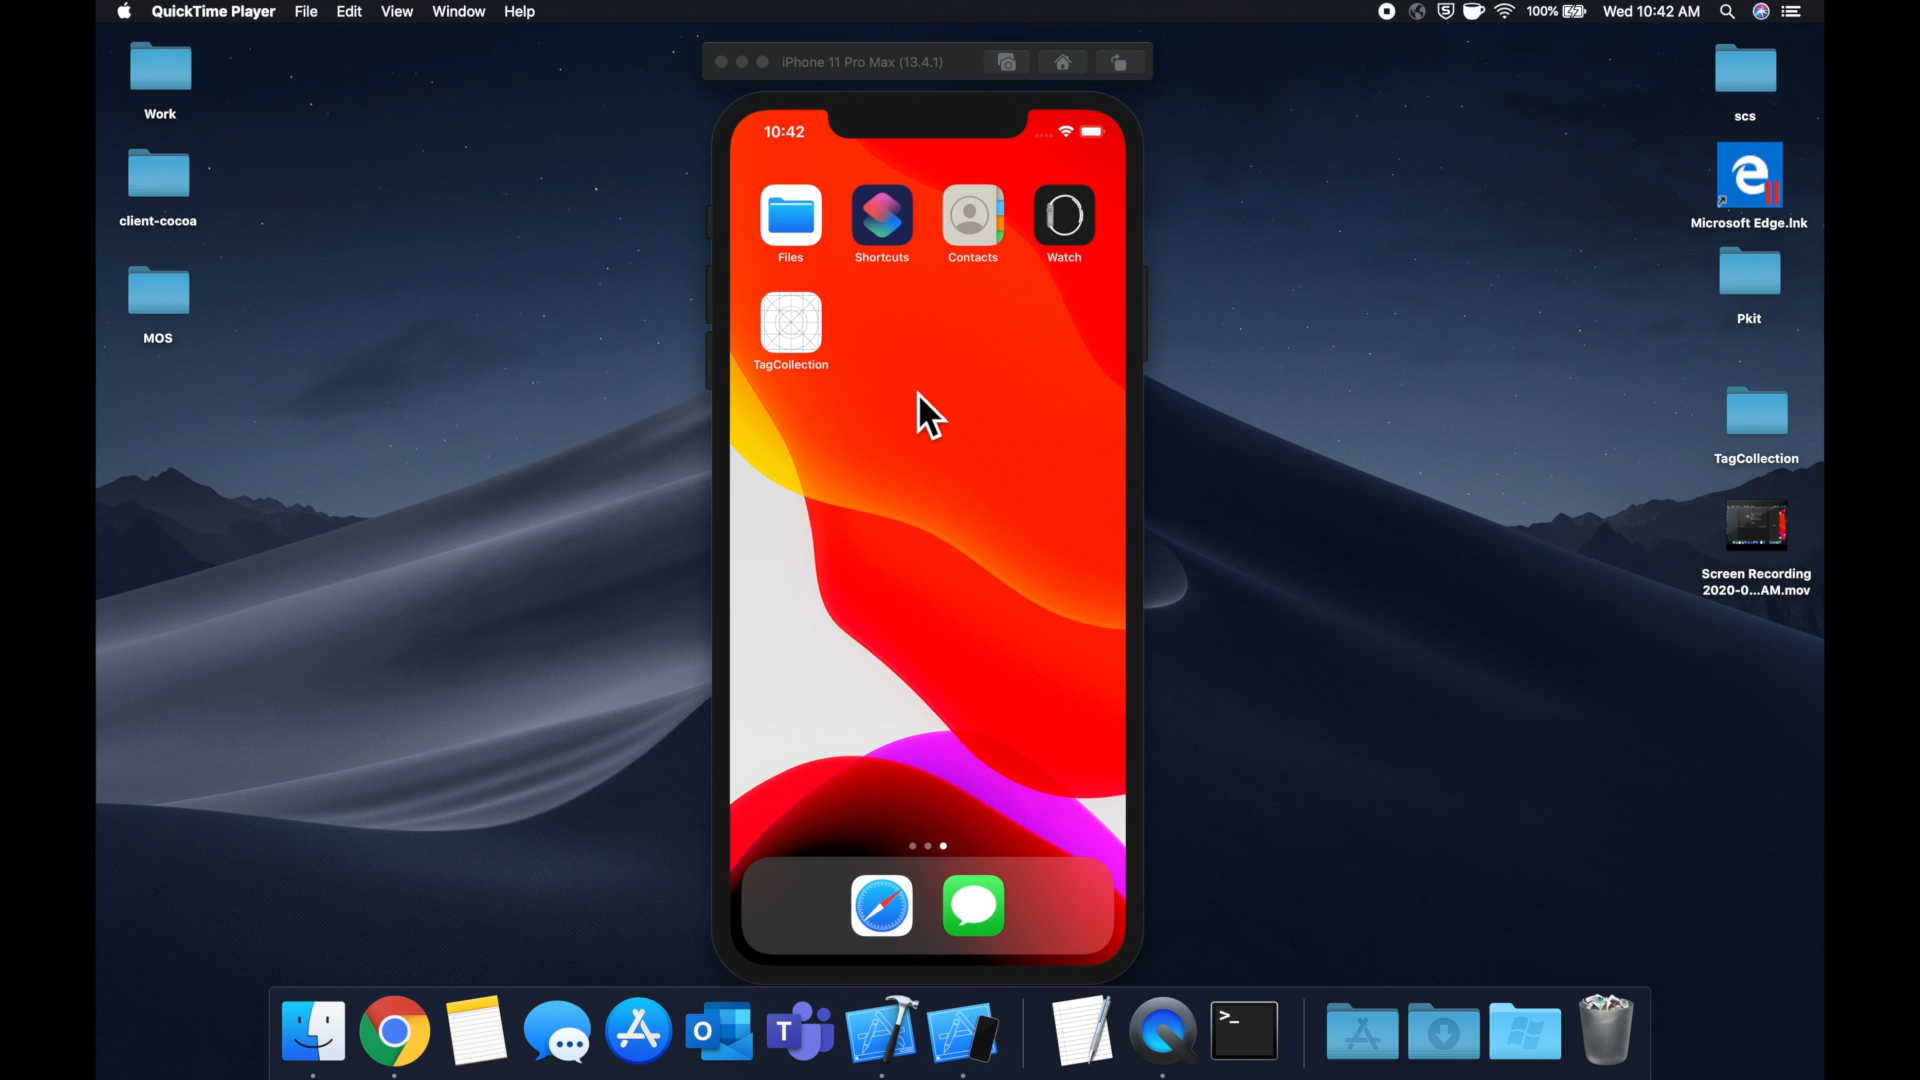 QuickTime Player File Edit View Window Help
100% Wed 10:42 AM
Work
client-cocoa
MOS
iPhone 11 Pro Max (13.4.1)
10:42
Files Shortcuts Contacts Watch
TagCollection
scs
Microsoft Edge.lnk
Pkit
TagCollection
Screen Recording
2020-0...AM.mov